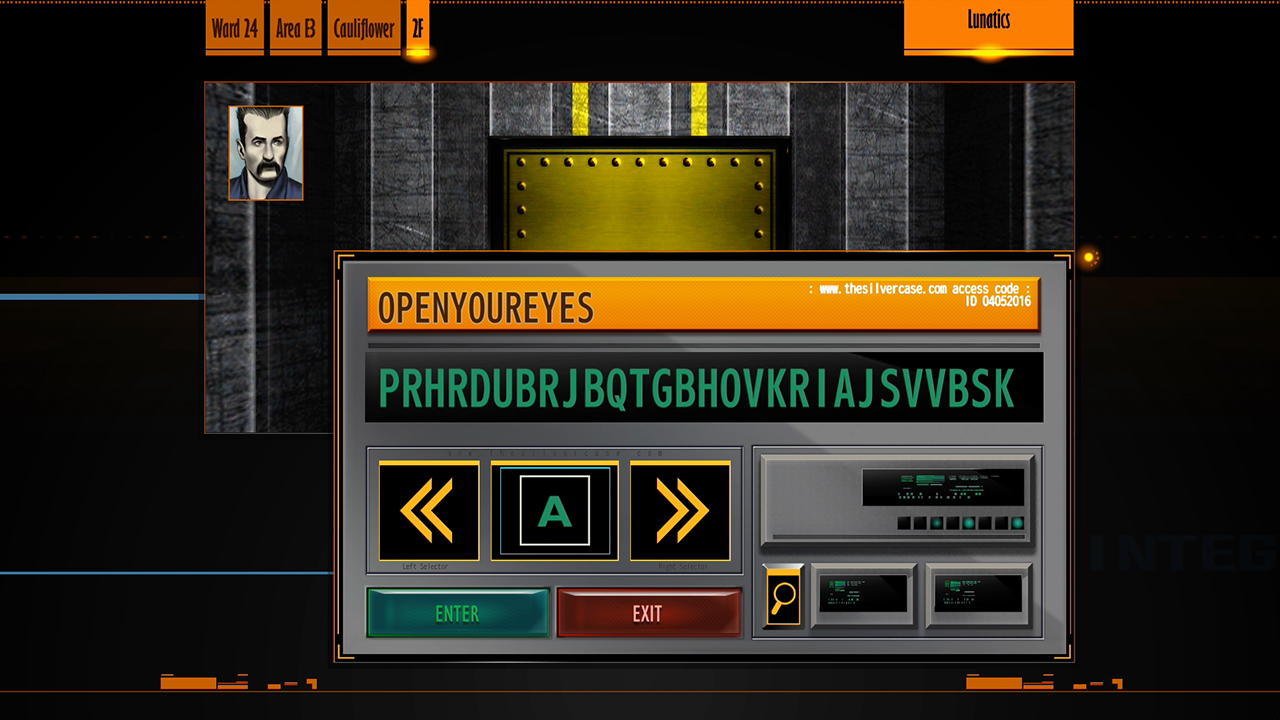 Ward 24
Area B
Cauliflower
2F
Lunatics
OPENYOUREYES
: www.thesilvercase.com access code :
ID 04052016
PRHRDUBRJBQTGBHOVKRIAJSVVBSK
A
Left Selector
Right Selector
ENTER
EXIT
INTEG